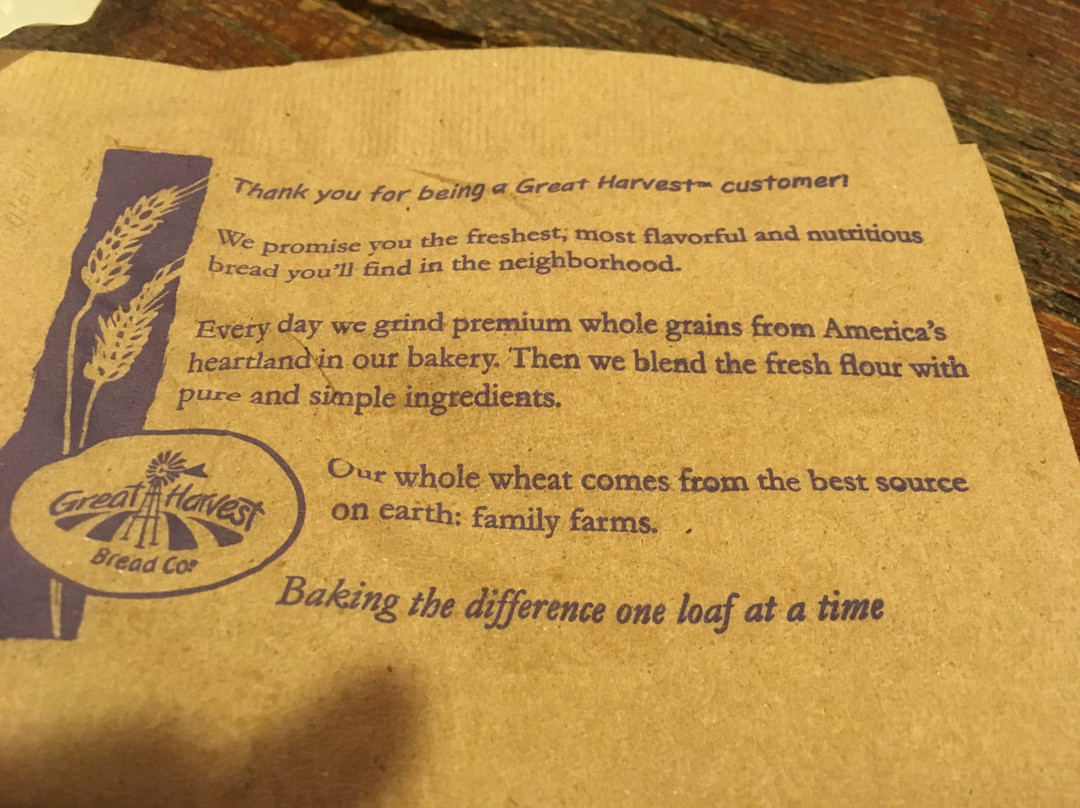 Thank you for being a Great Harvest™ customer!
We promise you the freshest, most flavorful and nutritious
bread you'll find in the neighborhood.
Every day we grind premium whole grains from America's
heartland in our bakery. Then we blend the fresh flour with
pure and simple ingredients.
Our whole wheat comes from the best source
on earth: family farms.
Great Harvest
Bread Co.
Baking the difference one loaf at a time